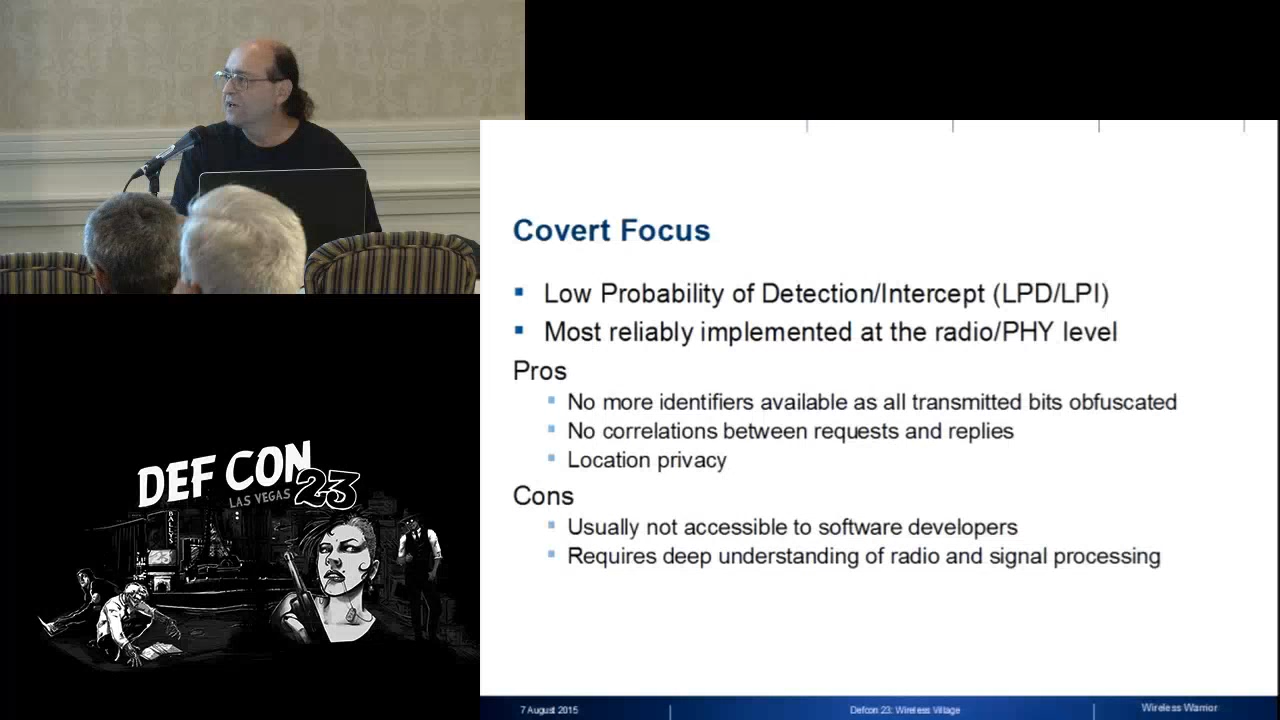 Covert Focus
Low Probability of Detection/Intercept (LPD/LPI)
Most reliably implemented at the radio/PHY level
Pros
No more identifiers available as all transmitted bits obfuscated
No correlations between requests and replies
Location privacy
Cons
Usually not accessible to software developers
Requires deep understanding of radio and signal processing
DEF CON
LAS VEGAS 23
BALLYS
7 August 2015
Defcon 23: Wireless Village
Wireless Warrior